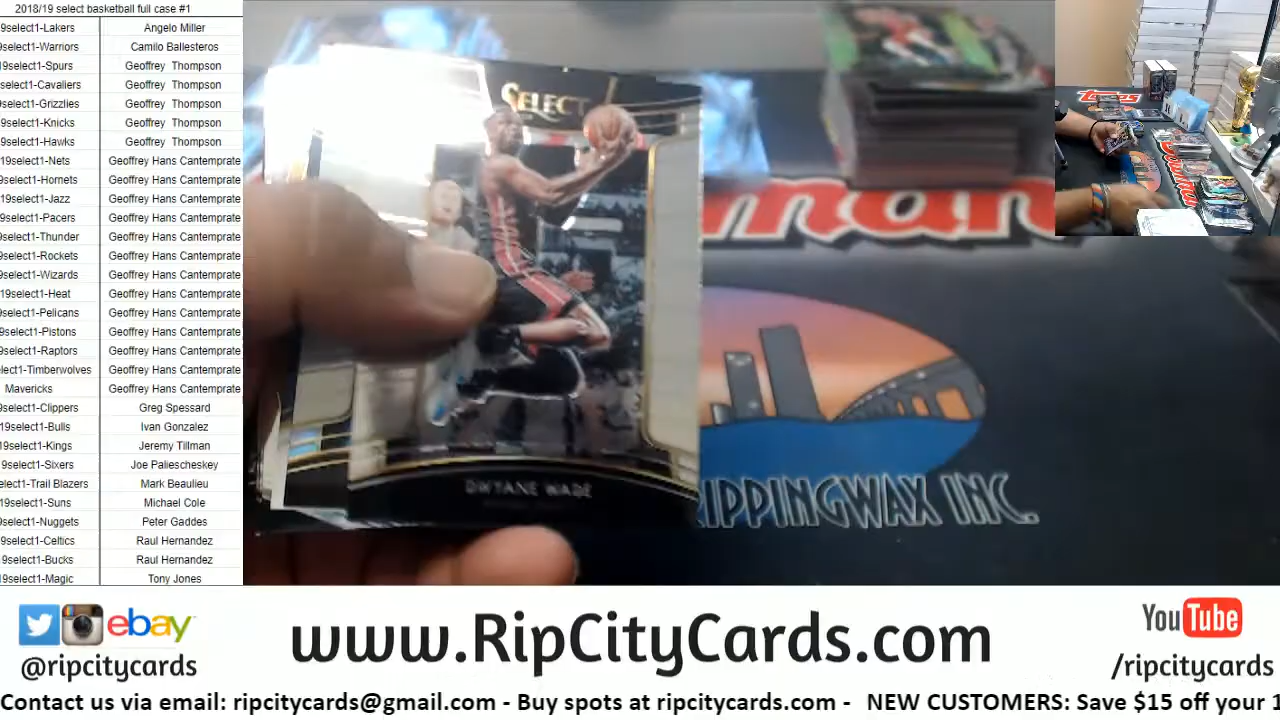 2018/19 select basketball full case #1
9select1-Lakers Angelo Miller
9select1-Warriors Camilo Ballesteros
19select1-Spurs Geoffrey Thompson
select1-Cavaliers Geoffrey Thompson
9select1-Grizzlies Geoffrey Thompson
9select1-Knicks Geoffrey Thompson
9select1-Hawks Geoffrey Thompson
19select1-Nets Geoffrey Hans Cantemprate
9select1-Hornets Geoffrey Hans Cantemprate
19select1-Jazz Geoffrey Hans Cantemprate
9select1-Pacers Geoffrey Hans Cantemprate
9select1-Thunder Geoffrey Hans Cantemprate
9select1-Rockets Geoffrey Hans Cantemprate
9select1-Wizards Geoffrey Hans Cantemprate
19select1-Heat Geoffrey Hans Cantemprate
9select1-Pelicans Geoffrey Hans Cantemprate
9select1-Pistons Geoffrey Hans Cantemprate
9select1-Raptors Geoffrey Hans Cantemprate
elect1-Timberwolves Geoffrey Hans Cantemprate
Mavericks Geoffrey Hans Cantemprate
9select1-Clippers Greg Spessard
19select1-Bulls Ivan Gonzalez
19select1-Kings Jeremy Tillman
9select1-Sixers Joe Paliescheskey
elect1-Trail Blazers Mark Beaulieu
19select1-Suns Michael Cole
9select1-Nuggets Peter Gaddes
9select1-Celtics Raul Hernandez
9select1-Bucks Raul Hernandez
19select1-Magic Tony Jones
SELECT
DWYANE WADE
RIPPINGWAX INC.
ebay
@ripcitycards
www.RipCityCards.com
YouTube
/ripcitycards
Contact us via email: ripcitycards@gmail.com - Buy spots at ripcitycards.com - NEW CUSTOMERS: Save $15 off your 1